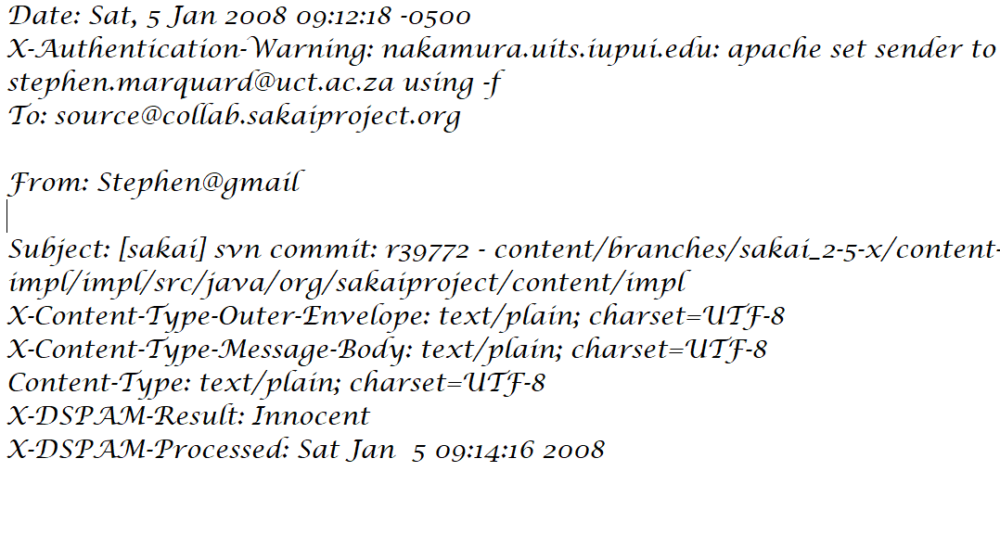 Date: Sat, 5 Jan 2008 09:12:18 -0500
X-Authentication-Warning: nakamura.uits.iupui.edu: apache set sender to
stephen.marquard@uct.ac.za using -f
To: source@collab.sakaiproject.org
From: Stephen@gmail
Subject: [sakai] svn commit: r39772 - content/branches/sakai_2-5-x/content-
impl/impl/src/java/org/sakaiproject/content/impl
X-Content-Type-Outer-Envelope: text/plain; charset=UTF-8
X-Content-Type-Message-Body: text/plain; charset=UTF-8
Content-Type: text/plain; charset=UTF-8
X-DSPAM-Result: Innocent
X-DSPAM-Processed: Sat Jan  5 09:14:16 2008